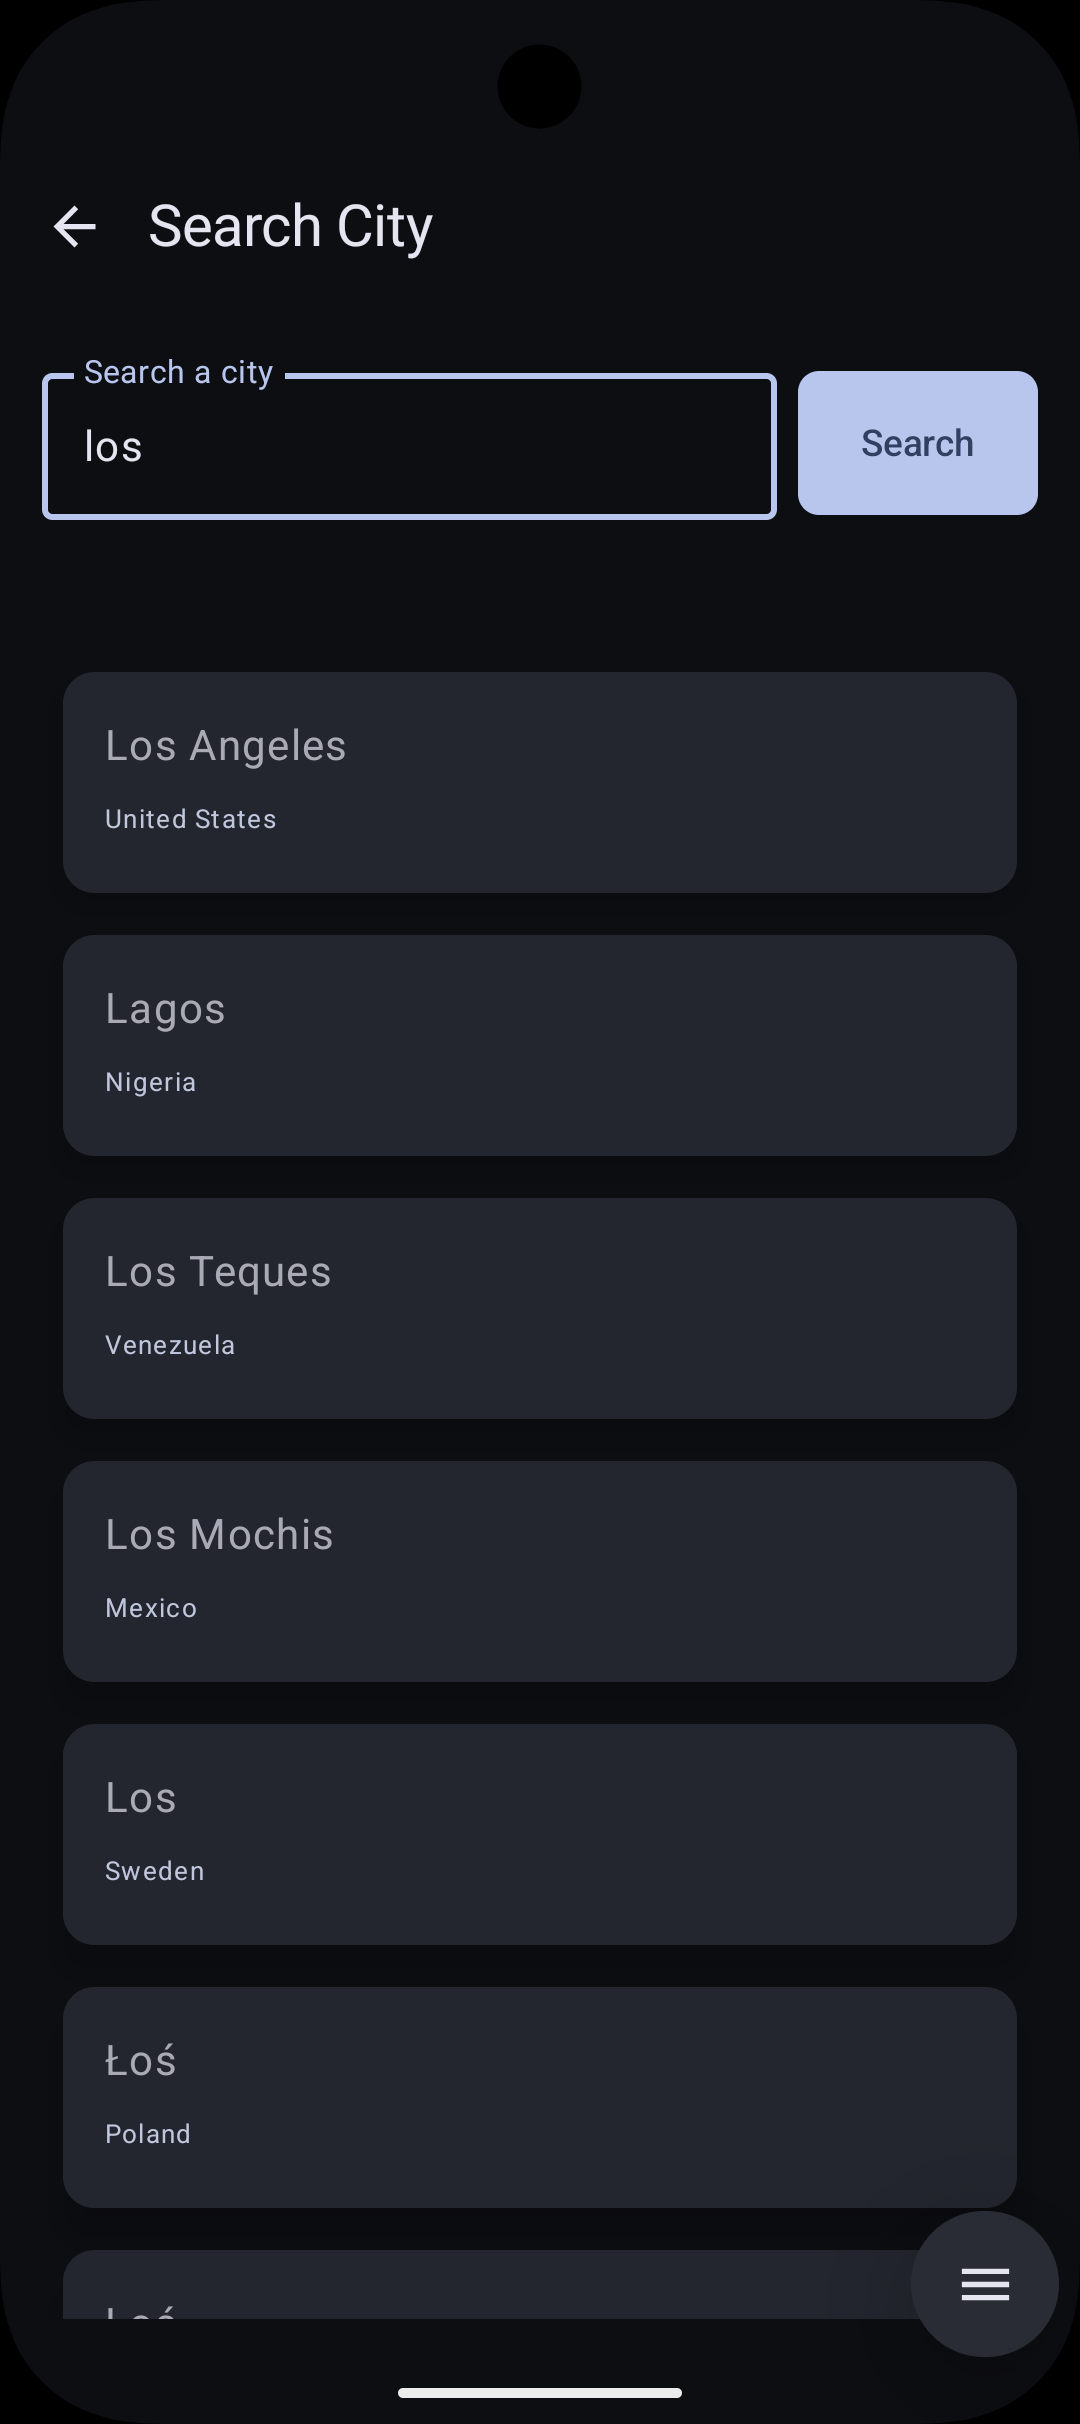 Search City
Search a city
los
Search
Los Angeles
United States
Lagos
Nigeria
Los Teques
Venezuela
Los Mochis
Mexico
Los
Sweden
Łoś
Poland